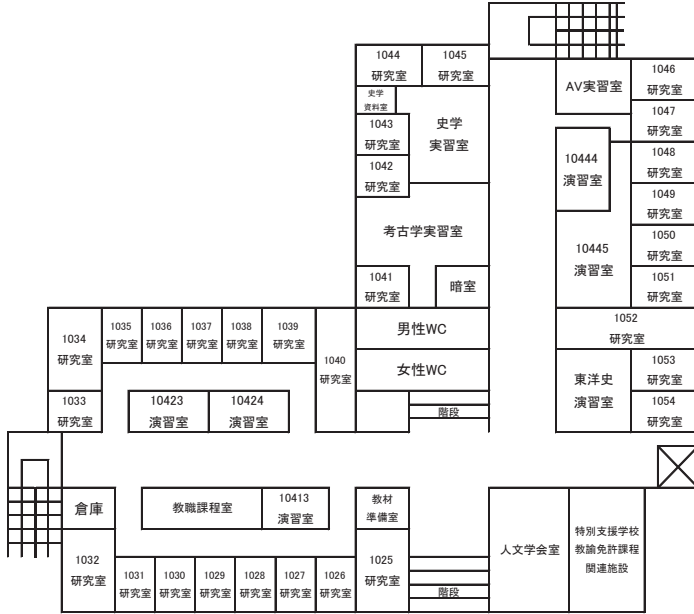 1044
研究室
1045
研究室
史学
資料室
1043
研究室
史学
実習室
1042
研究室
考古学実習室
1041
研究室
暗室
AV実習室
1046
研究室
1047
研究室
10444
演習室
1048
研究室
1049
研究室
10445
演習室
1050
研究室
1051
研究室
1052
研究室
東洋史
演習室
1053
研究室
1054
研究室
1034
研究室
1035
研究室
1036
研究室
1037
研究室
1038
研究室
1039
研究室
1040
研究室
男性WC
女性WC
階段
1033
研究室
10423
演習室
10424
演習室
倉庫
教職課程室
10413
演習室
教材
準備室
1032
研究室
1031
研究室
1030
研究室
1029
研究室
1028
研究室
1027
研究室
1026
研究室
1025
研究室
階段
人文学会室
特別支援学校
教諭免許課程
関連施設